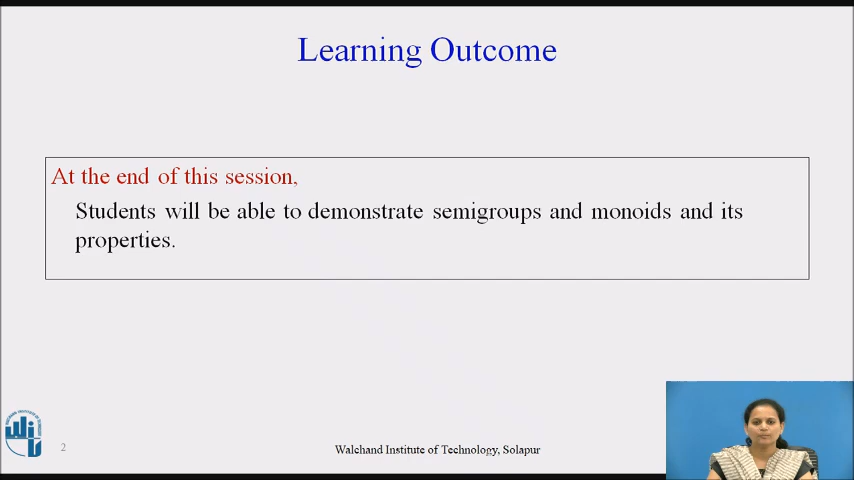 Learning Outcome
At the end of this session,
Students will be able to demonstrate semigroups and monoids and its
properties.
2
Walchand Institute of Technology, Solapur